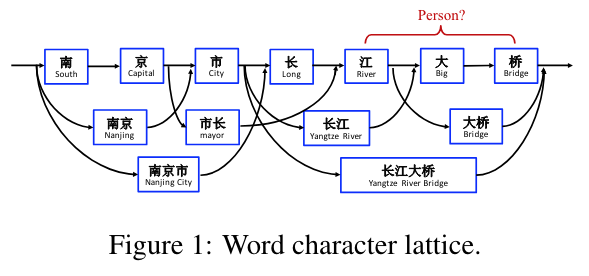 Person?
南 京 市 长 江 大 桥
South Capital City Long River Big Bridge
南京 市长 长江 大桥
Nanjing mayor Yangtze River Bridge
南京市 长江大桥
Nanjing City Yangtze River Bridge
Figure 1: Word character lattice.